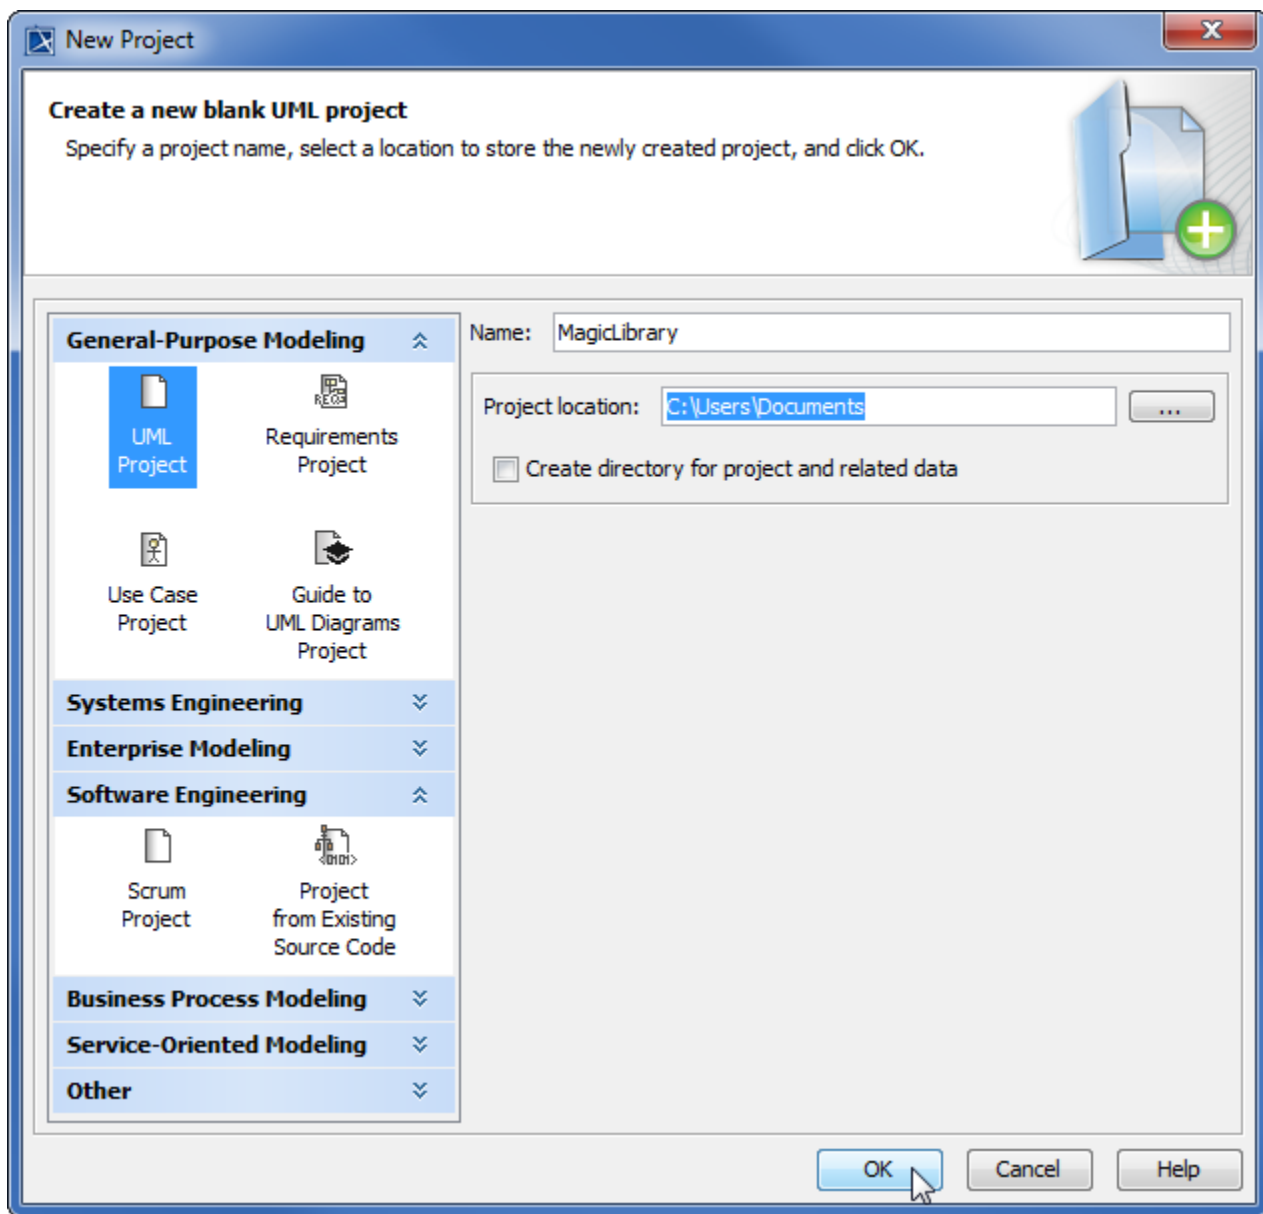 New Project
Create a new blank UML project
Specify a project name, select a location to store the newly created project, and click OK.
General-Purpose Modeling
UML
Project
Requirements
Project
Use Case
Project
Guide to
UML Diagrams
Project
Systems Engineering
Enterprise Modeling
Software Engineering
Scrum
Project
Project
from Existing
Source Code
Business Process Modeling
Service-Oriented Modeling
Other
Name: MagicLibrary
Project location: C:\Users\Documents ...
Create directory for project and related data
OK Cancel Help